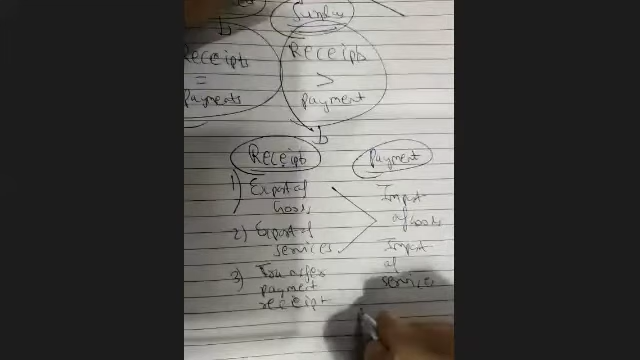 Surplus
Receipts
=
Payments
Receipts
>
Payment
Receipts
Payment
1) Export of
Goods
2) Export of
services
3) Transfer
payment
receipt
Import
of Goods
Import
of
services